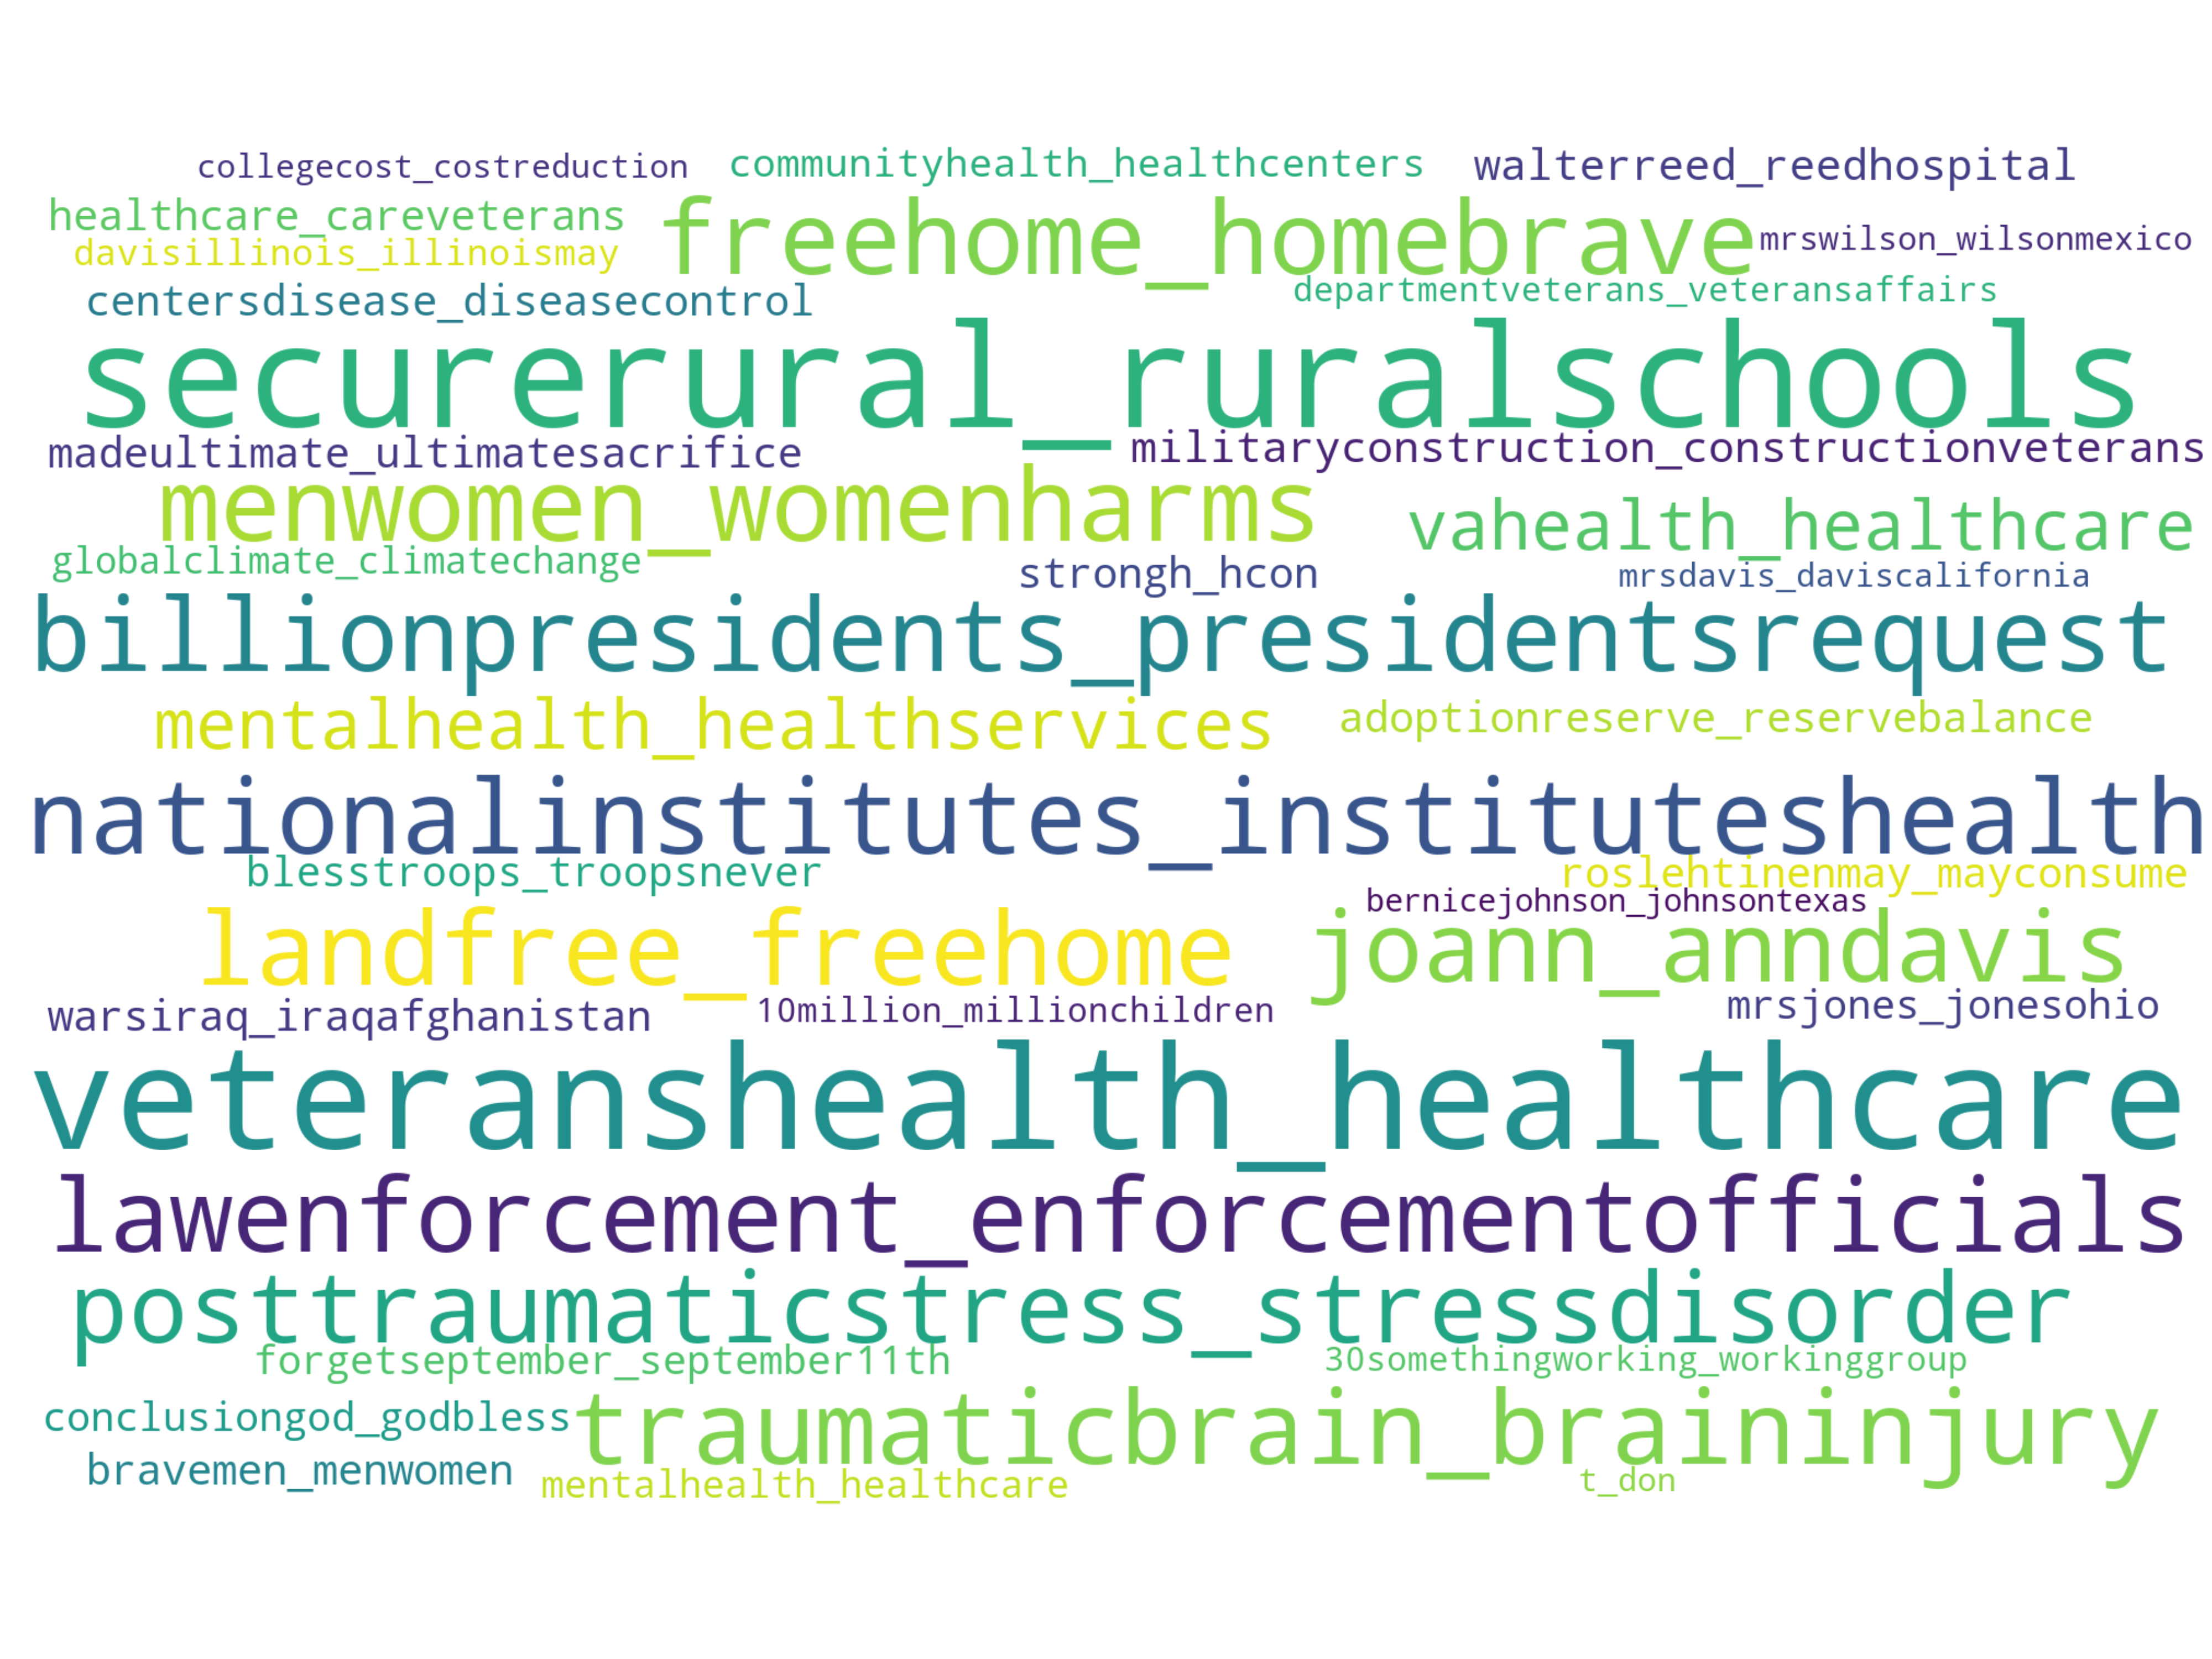 collegecost_costreduction communityhealth_healthcenters walterreed_reedhospital
healthcare_careveterans freehome_homebrave mrswilson_wilsonmexico
davisillinois_illinoismay
centersdisease_diseasecontrol departmentveterans_veteransaffairs
securerural_ruralschools
madeultimate_ultimatesacrifice militaryconstruction_constructionveterans
menwomen_womenharms vahealth_healthcare
globalclimate_climatechange strongh_hcon mrsdavis_daviscalifornia
billionpresidents_presidentsrequest
mentalhealth_healthservices adoptionreserve_reservebalance
nationalinstitutes_instituteshealth
blesstroops_troopsnever roslehtinenmay_mayconsume
bernicejohnson_johnsontexas
landfree_freehome joann_anndavis
warsiraq_iraqafghanistan 10million_millionchildren mrsjones_jonesohio
veteranshealth_healthcare
lawenforcement_enforcementofficials
posttraumaticstress_stressdisorder
forgetseptember_september11th 30somethingworking_workinggroup
conclusiongod_godbless traumaticbrain_braininjury
bravemen_menwomen mentalhealth_healthcare t_don